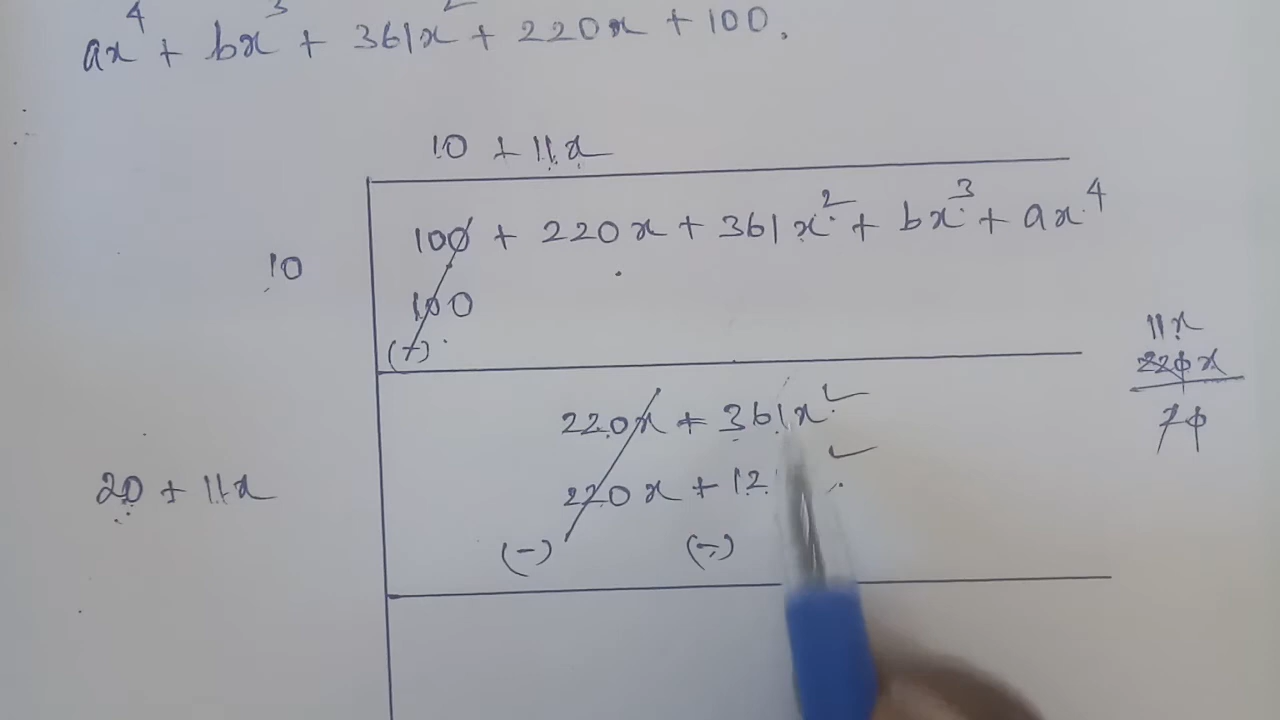 ax⁴ + bx³ + 361x² + 220x + 100.
10 + 11x
10
100 + 220x + 361x² + bx³ + ax⁴
100
(-)
11x
220x
20
220x + 361x²
20 + 11x
220x + 12
(-) (-)